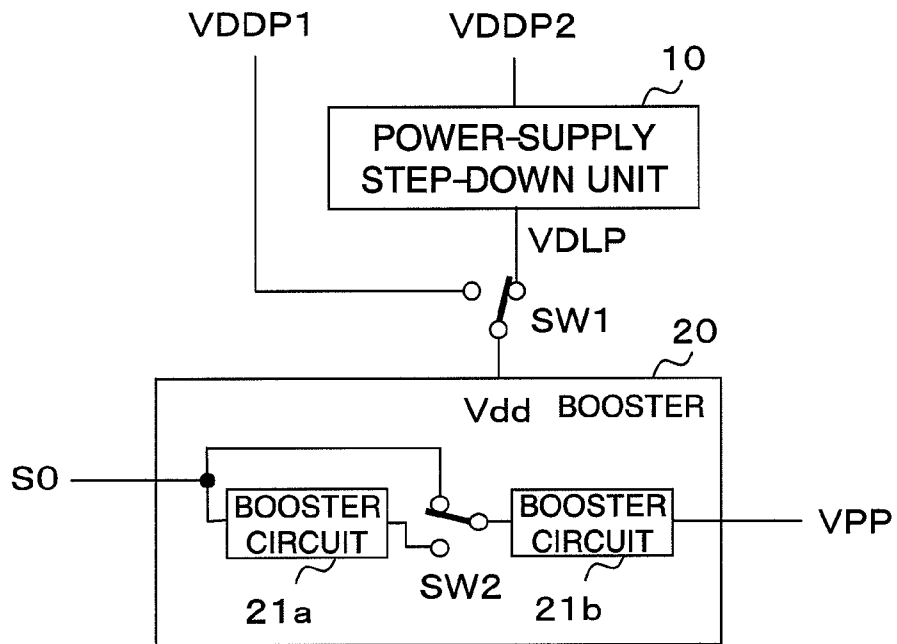 VDDP1
VDDP2
10
POWER-SUPPLY
STEP-DOWN UNIT
VDLP
SW1
20
Vdd
BOOSTER
S0
BOOSTER
CIRCUIT
BOOSTER
CIRCUIT
VPP
SW2
21a
21b